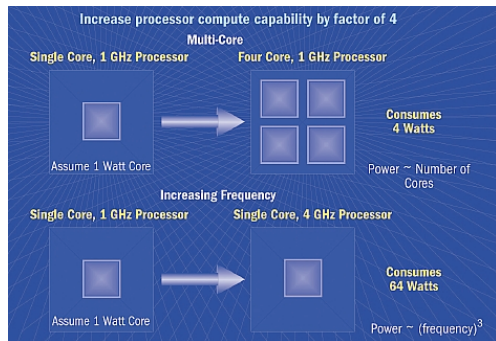 Increase processor compute capability by factor of 4
Multi-Core
Single Core, 1 GHz Processor
Four Core, 1 GHz Processor
Assume 1 Watt Core
Consumes
4 Watts
Power ~ Number of
Cores
Increasing Frequency
Single Core, 1 GHz Processor
Single Core, 4 GHz Processor
Assume 1 Watt Core
Consumes
64 Watts
Power ~ (frequency)³